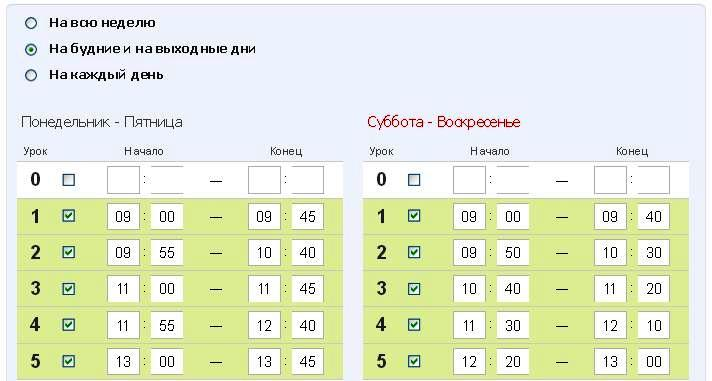 На всю неделю
На будние и на выходные дни
На каждый день
Понедельник - Пятница Суббота - Воскресенье
Урок Начало Конец Урок Начало Конец
0 : — : 0 : — :
1 09 : 00 — 09 : 45 1 09 : 00 — 09 : 40
2 09 : 55 — 10 : 40 2 09 : 50 — 10 : 30
3 11 : 00 — 11 : 45 3 10 : 40 — 11 : 20
4 11 : 55 — 12 : 40 4 11 : 30 — 12 : 10
5 13 : 00 — 13 : 45 5 12 : 20 — 13 : 00